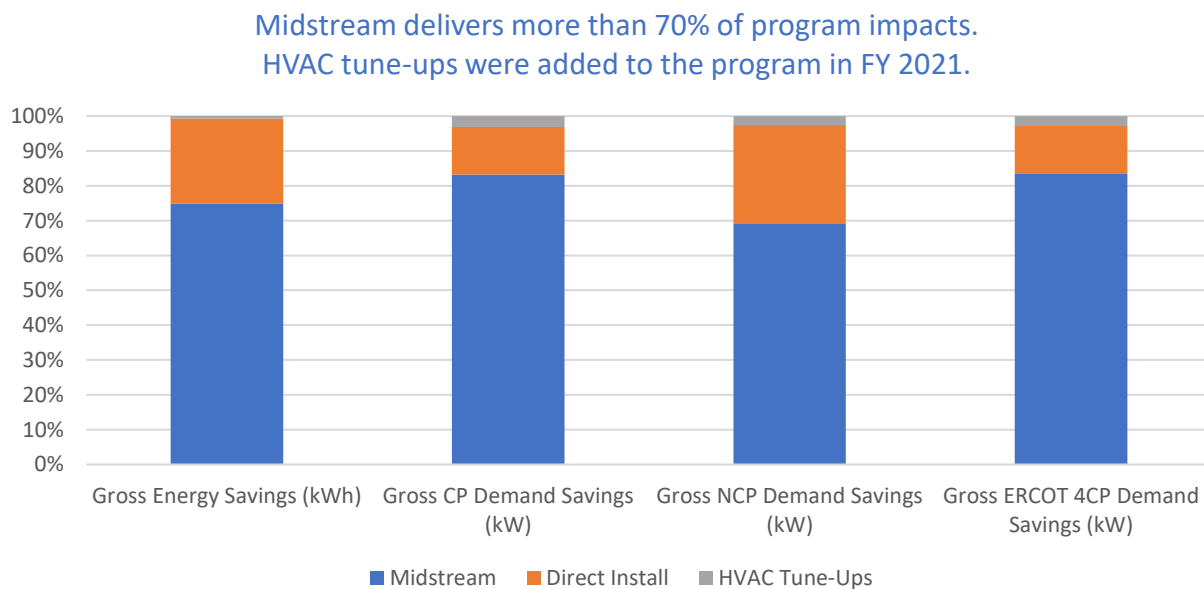 Midstream delivers more than 70% of program impacts.
HVAC tune-ups were added to the program in FY 2021.
100%
90%
80%
70%
60%
50%
40%
30%
20%
10%
0%
Gross Energy Savings (kWh)
Gross CP Demand Savings
(kW)
Gross NCP Demand Savings
(kW)
Gross ERCOT 4CP Demand
Savings (kW)
Midstream
Direct Install
HVAC Tune-Ups